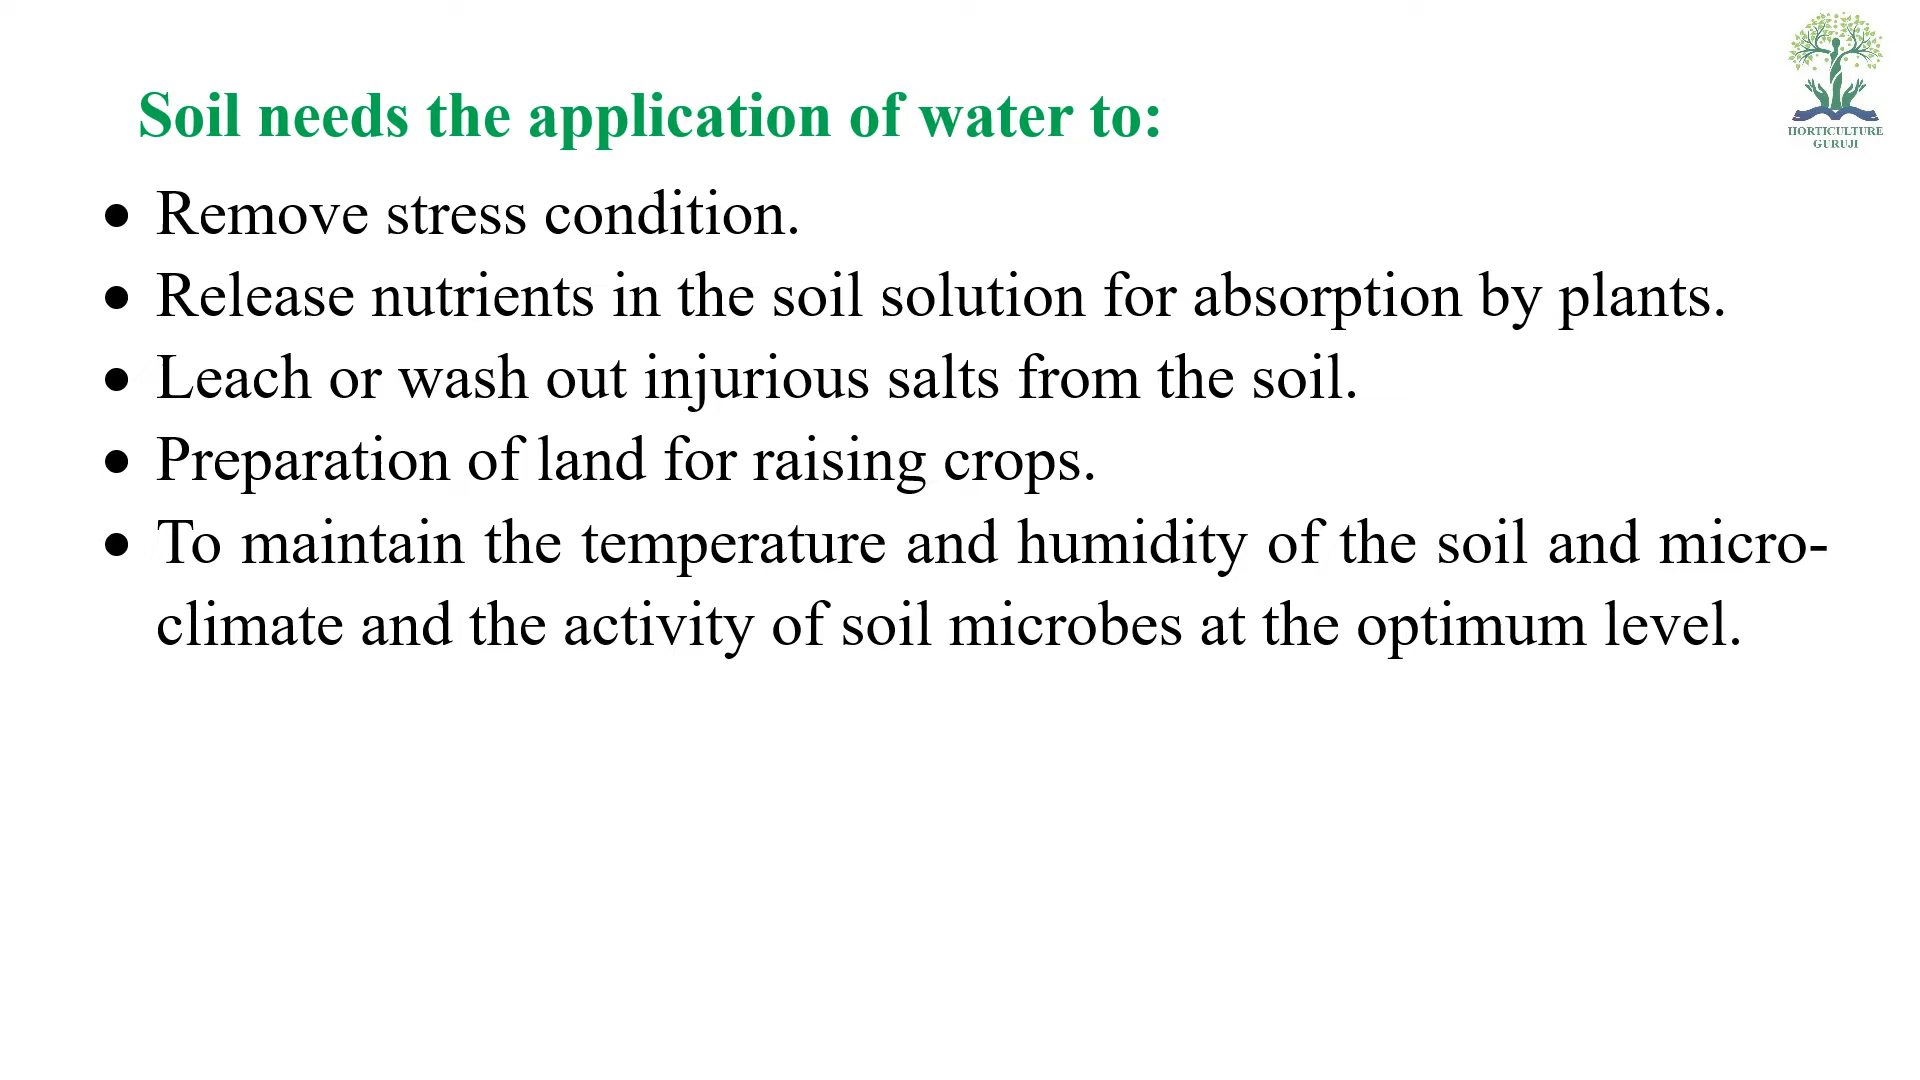 HORTICULTURE
GURUJI
Soil needs the application of water to:
● Remove stress condition.
● Release nutrients in the soil solution for absorption by plants.
● Leach or wash out injurious salts from the soil.
● Preparation of land for raising crops.
● To maintain the temperature and humidity of the soil and micro-
climate and the activity of soil microbes at the optimum level.